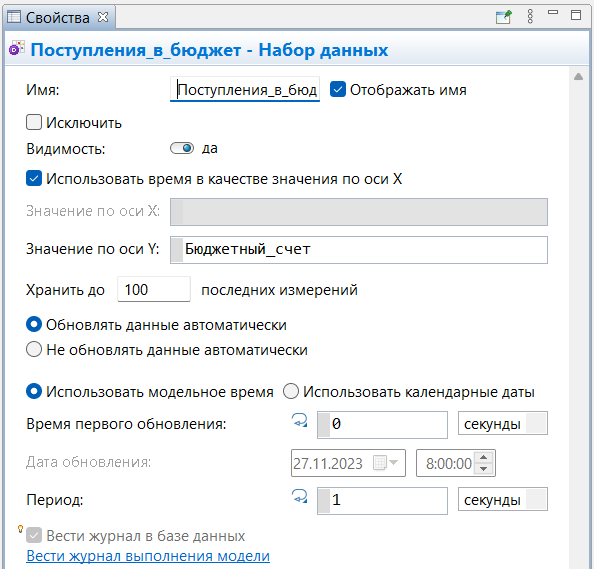 Свойства
Поступления_в_бюджет - Набор данных
Имя: Поступления_в_бюд Отображать имя
Исключить
Видимость: да
Использовать время в качестве значения по оси X
Значение по оси X:
Значение по оси Y: Бюджетный_счет
Хранить до 100 последних измерений
Обновлять данные автоматически
Не обновлять данные автоматически
Использовать модельное время Использовать календарные даты
Время первого обновления: 0 секунды
Дата обновления: 27.11.2023 8:00:00
Период: 1 секунды
Вести журнал в базе данных
Вести журнал выполнения модели